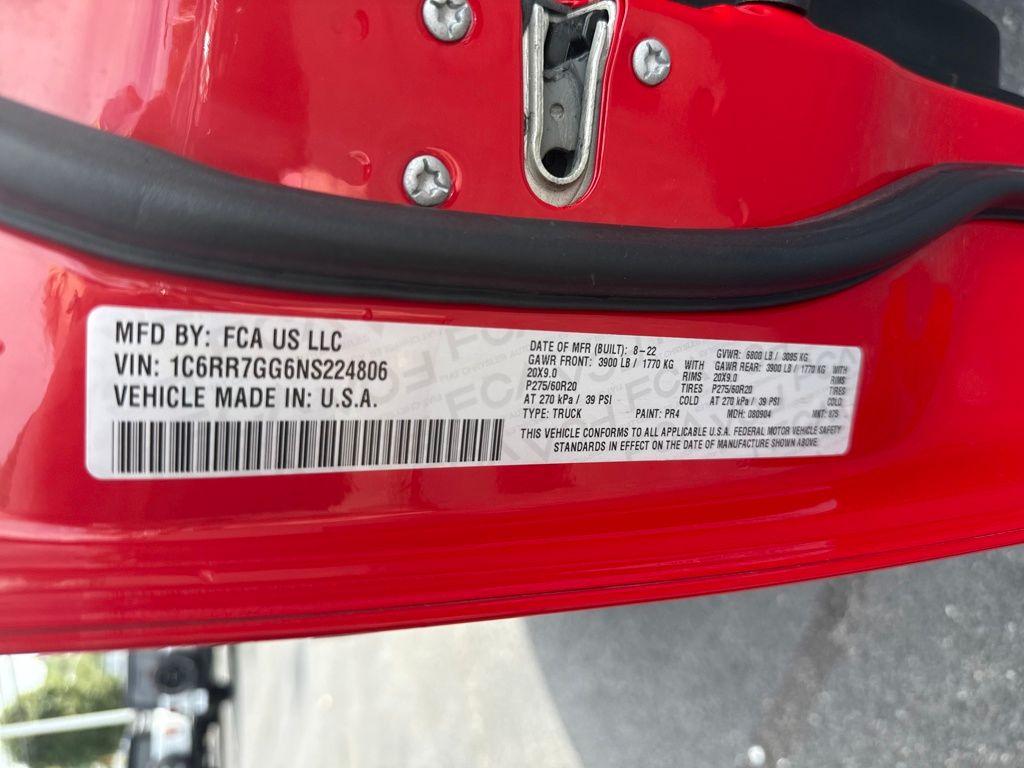 MFD BY: FCA US LLC
VIN: 1C6RR7GG6NS224806
VEHICLE MADE IN: U.S.A.
DATE OF MFR (BUILT): 8-22 GVWR: 6800 LB / 3085 KG
GAWR FRONT: 3900 LB / 1770 KG WITH GAWR REAR: 3900 LB / 1770 KG WITH
20X9.0 RIMS 20X9.0 RIMS
P275/60R20 TIRES P275/60R20 TIRES
AT 270 kPa / 39 PSI COLD AT 270 kPa / 39 PSI COLD
TYPE: TRUCK PAINT: PR4 MDH: 080904 MKT: 875
THIS VEHICLE CONFORMS TO ALL APPLICABLE U.S.A. FEDERAL MOTOR VEHICLE SAFETY
STANDARDS IN EFFECT ON THE DATE OF MANUFACTURE SHOWN ABOVE.